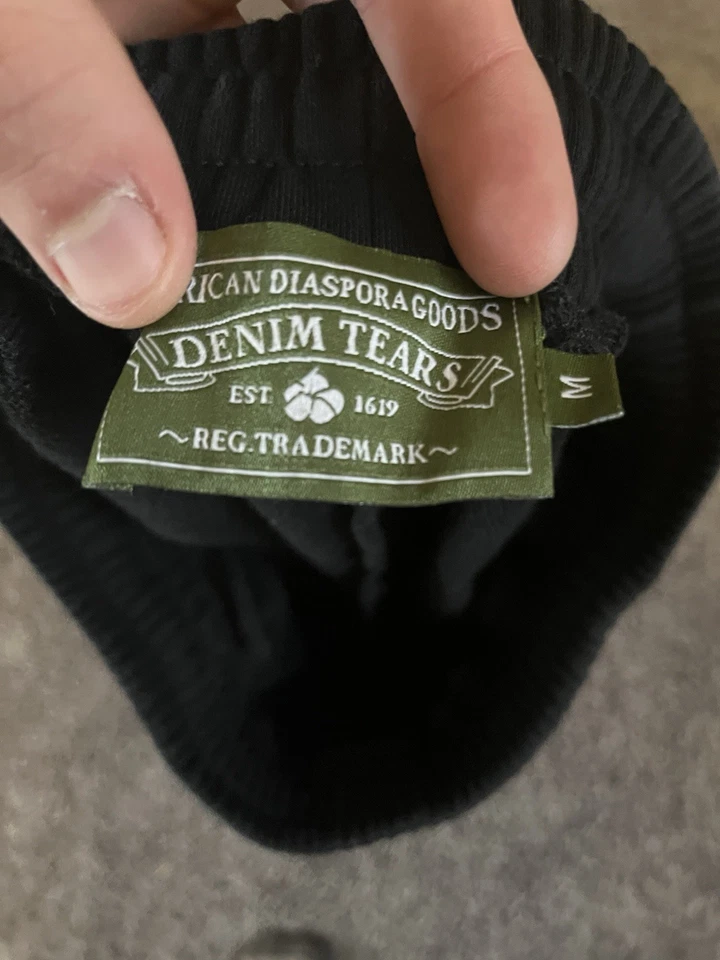 RICAN DIASPORA GOODS
DENIM TEARS
EST. 1619
~REG.TRADEMARK~
M